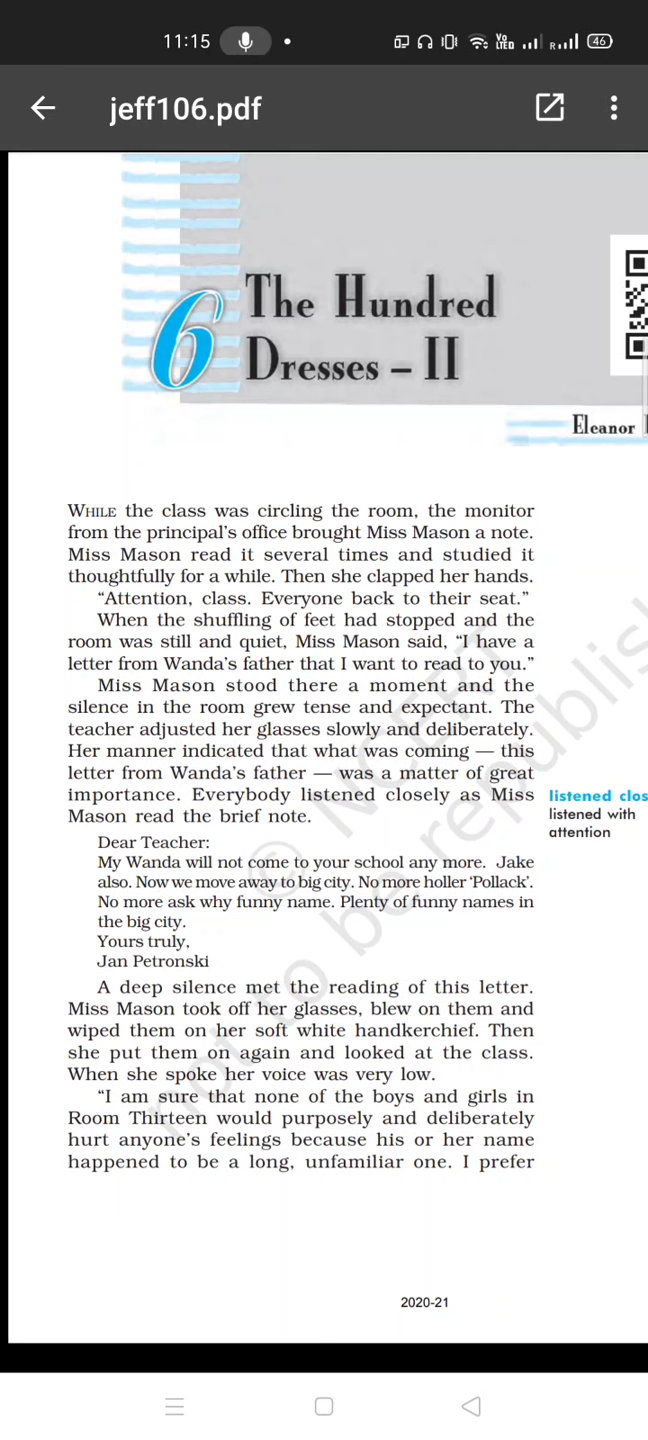 11:15
VO
LTED
R
46
jeff106.pdf
6
The Hundred
Dresses – II
Eleanor
WHILE the class was circling the room, the monitor
from the principal's office brought Miss Mason a note.
Miss Mason read it several times and studied it
thoughtfully for a while. Then she clapped her hands.
“Attention, class. Everyone back to their seat.”
When the shuffling of feet had stopped and the
room was still and quiet, Miss Mason said, “I have a
letter from Wanda's father that I want to read to you.”
Miss Mason stood there a moment and the
silence in the room grew tense and expectant. The
teacher adjusted her glasses slowly and deliberately.
Her manner indicated that what was coming — this
letter from Wanda's father — was a matter of great
importance. Everybody listened closely as Miss
Mason read the brief note.
listened clos
listened with
attention
Dear Teacher:
My Wanda will not come to your school any more. Jake
also. Now we move away to big city. No more holler ‘Pollack’.
No more ask why funny name. Plenty of funny names in
the big city.
Yours truly,
Jan Petronski
A deep silence met the reading of this letter.
Miss Mason took off her glasses, blew on them and
wiped them on her soft white handkerchief. Then
she put them on again and looked at the class.
When she spoke her voice was very low.
“I am sure that none of the boys and girls in
Room Thirteen would purposely and deliberately
hurt anyone's feelings because his or her name
happened to be a long, unfamiliar one. I prefer
© NCERT
not to be republish
2020-21